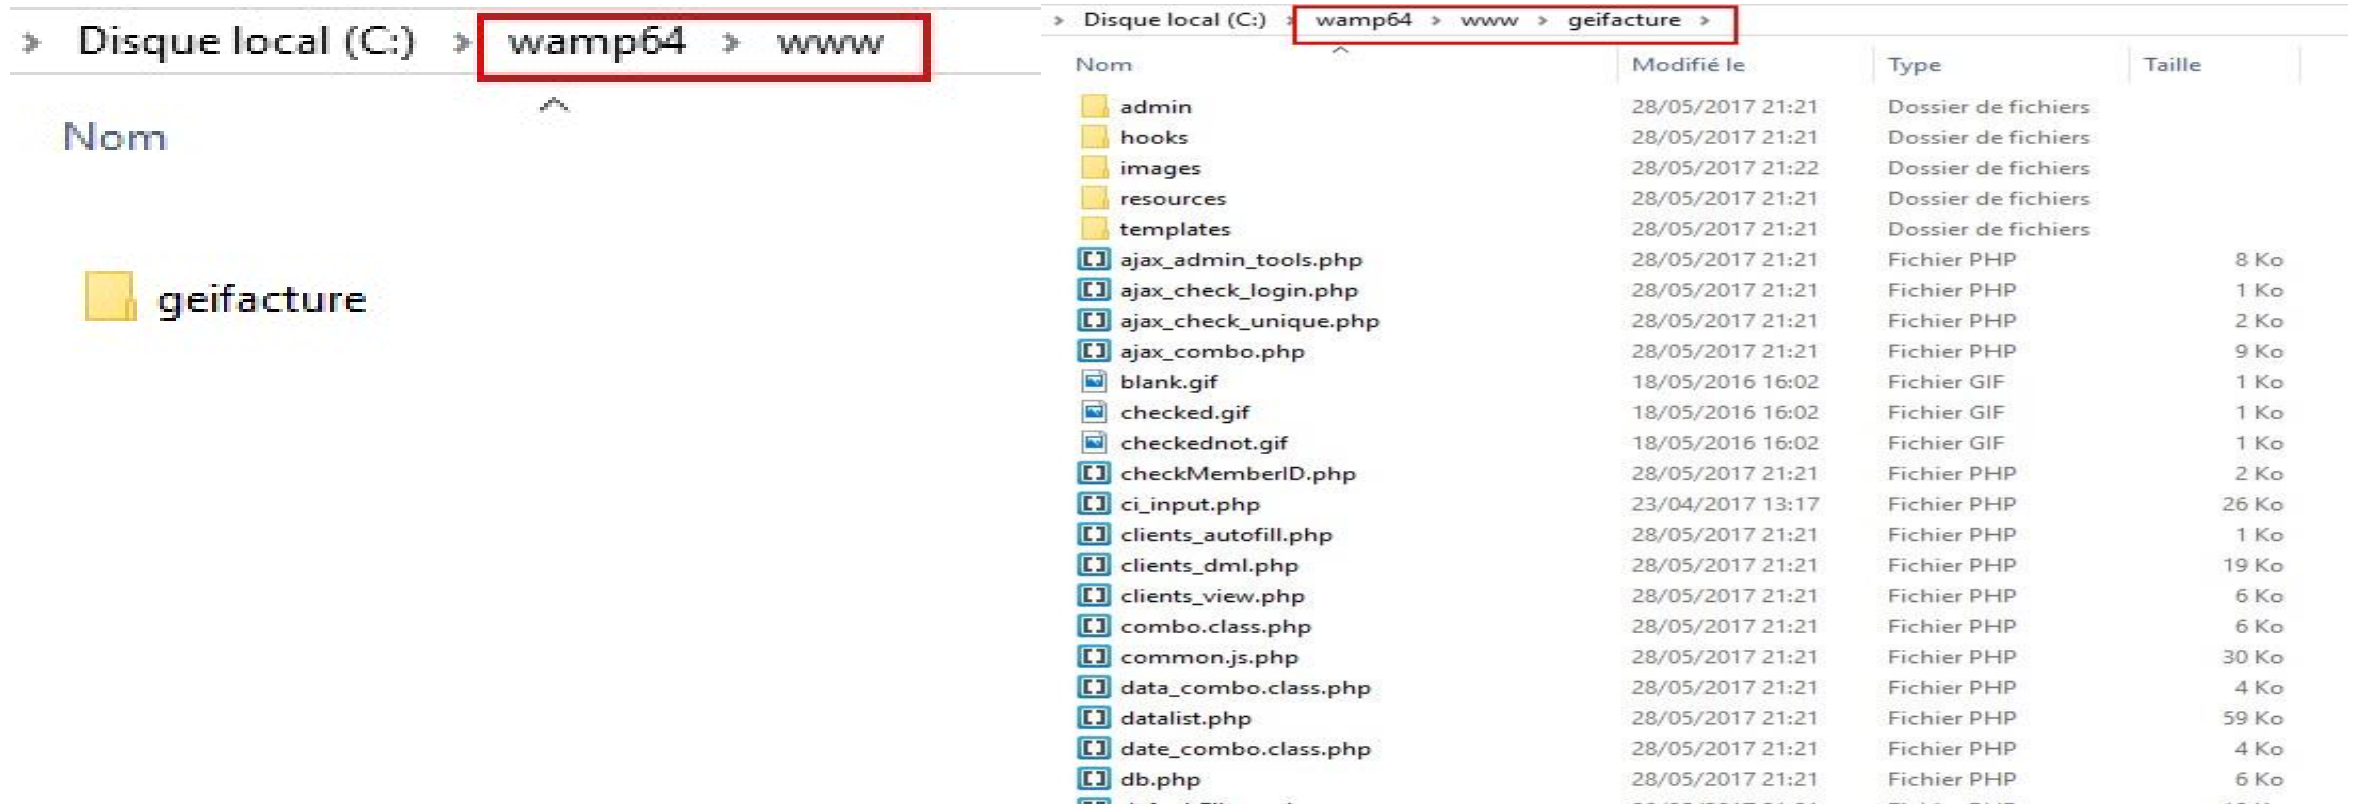 Disque local (C:) > wamp64 > www
Nom
geifacture
Disque local (C:) > wamp64 > www > geifacture >
Nom Modifié le Type Taille
admin 28/05/2017 21:21 Dossier de fichiers
hooks 28/05/2017 21:21 Dossier de fichiers
images 28/05/2017 21:22 Dossier de fichiers
resources 28/05/2017 21:21 Dossier de fichiers
templates 28/05/2017 21:21 Dossier de fichiers
ajax_admin_tools.php 28/05/2017 21:21 Fichier PHP 8 Ko
ajax_check_login.php 28/05/2017 21:21 Fichier PHP 1 Ko
ajax_check_unique.php 28/05/2017 21:21 Fichier PHP 2 Ko
ajax_combo.php 28/05/2017 21:21 Fichier PHP 9 Ko
blank.gif 18/05/2016 16:02 Fichier GIF 1 Ko
checked.gif 18/05/2016 16:02 Fichier GIF 1 Ko
checkednot.gif 18/05/2016 16:02 Fichier GIF 1 Ko
checkMemberID.php 28/05/2017 21:21 Fichier PHP 2 Ko
ci_input.php 23/04/2017 13:17 Fichier PHP 26 Ko
clients_autofill.php 28/05/2017 21:21 Fichier PHP 1 Ko
clients_dml.php 28/05/2017 21:21 Fichier PHP 19 Ko
clients_view.php 28/05/2017 21:21 Fichier PHP 6 Ko
combo.class.php 28/05/2017 21:21 Fichier PHP 6 Ko
common.js.php 28/05/2017 21:21 Fichier PHP 30 Ko
data_combo.class.php 28/05/2017 21:21 Fichier PHP 4 Ko
datalist.php 28/05/2017 21:21 Fichier PHP 59 Ko
date_combo.class.php 28/05/2017 21:21 Fichier PHP 4 Ko
db.php 28/05/2017 21:21 Fichier PHP 6 Ko